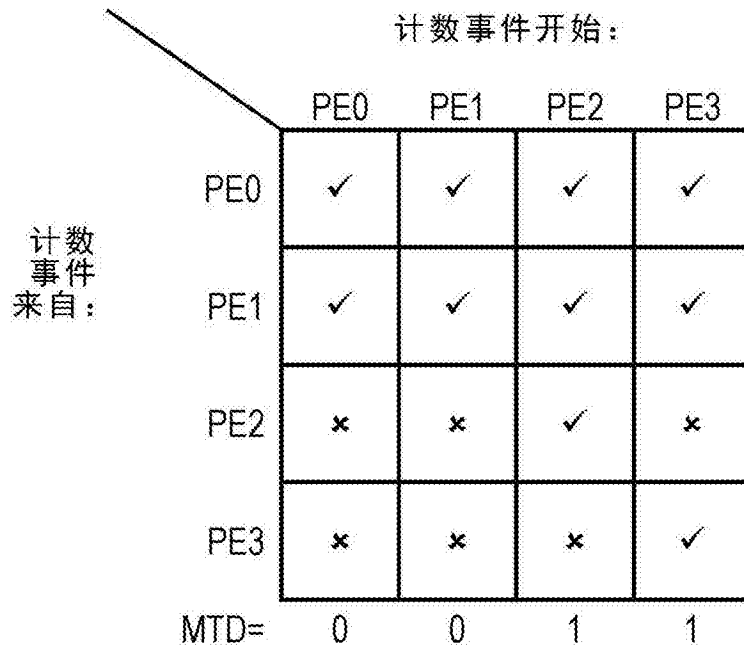 计数事件开始：
PE0 PE1 PE2 PE3
PE0 ✓ ✓ ✓ ✓
计数
事件
来自：
PE1 ✓ ✓ ✓ ✓
PE2 × × ✓ ×
PE3 × × × ✓
MTD= 0 0 1 1